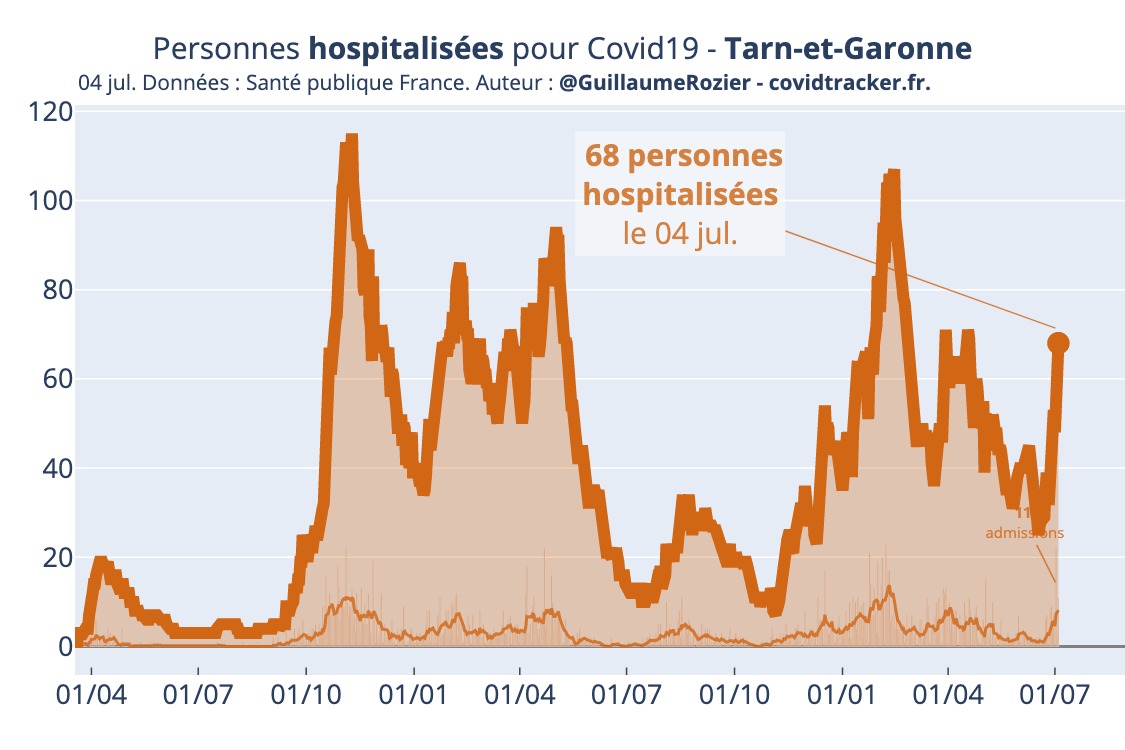 Personnes hospitalisées pour Covid19 - Tarn-et-Garonne
04 jul. Données : Santé publique France. Auteur : @GuillaumeRozier - covidtracker.fr.
120
68 personnes
hospitalisées
le 04 jul.
100
80
60
40
11
admissions
20
0
01/04 01/07 01/10 01/01 01/04 01/07 01/10 01/01 01/04 01/07